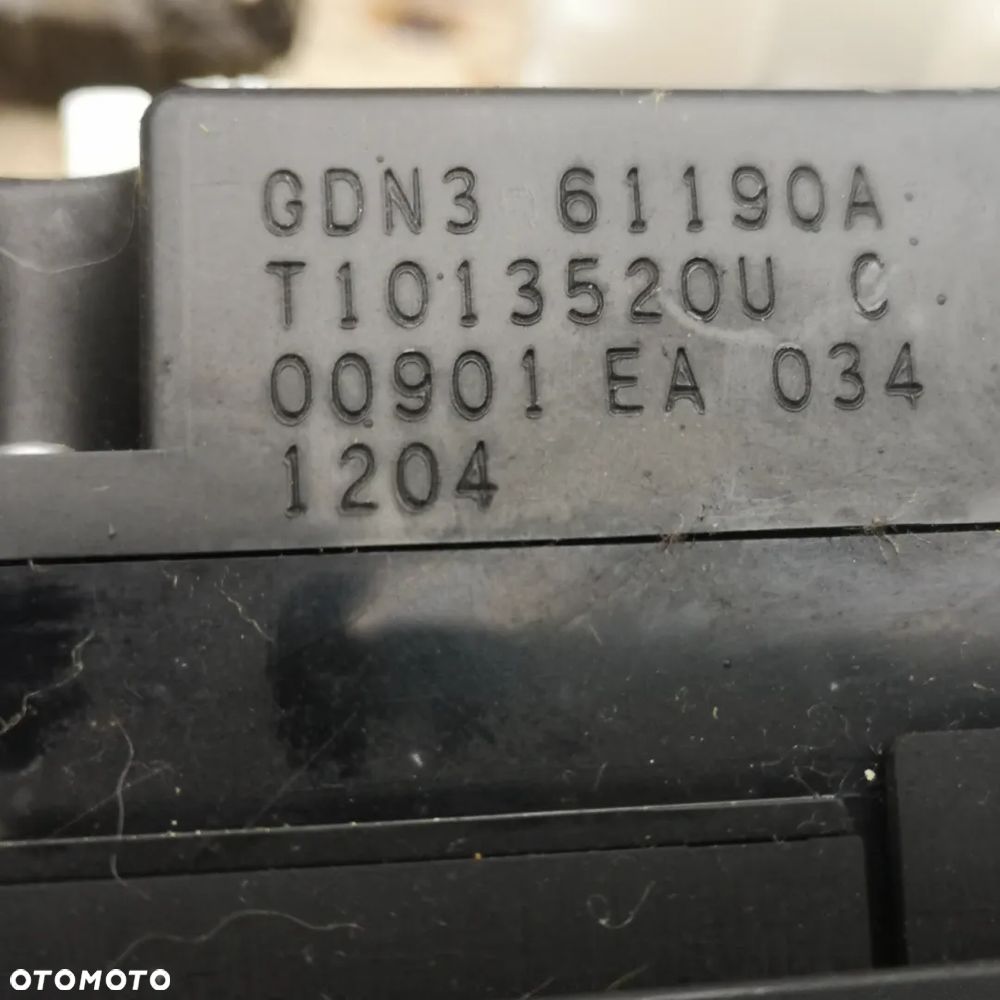 GDN3 61190A
T1013520U C
00901 EA 034
1204
OTOMOTO